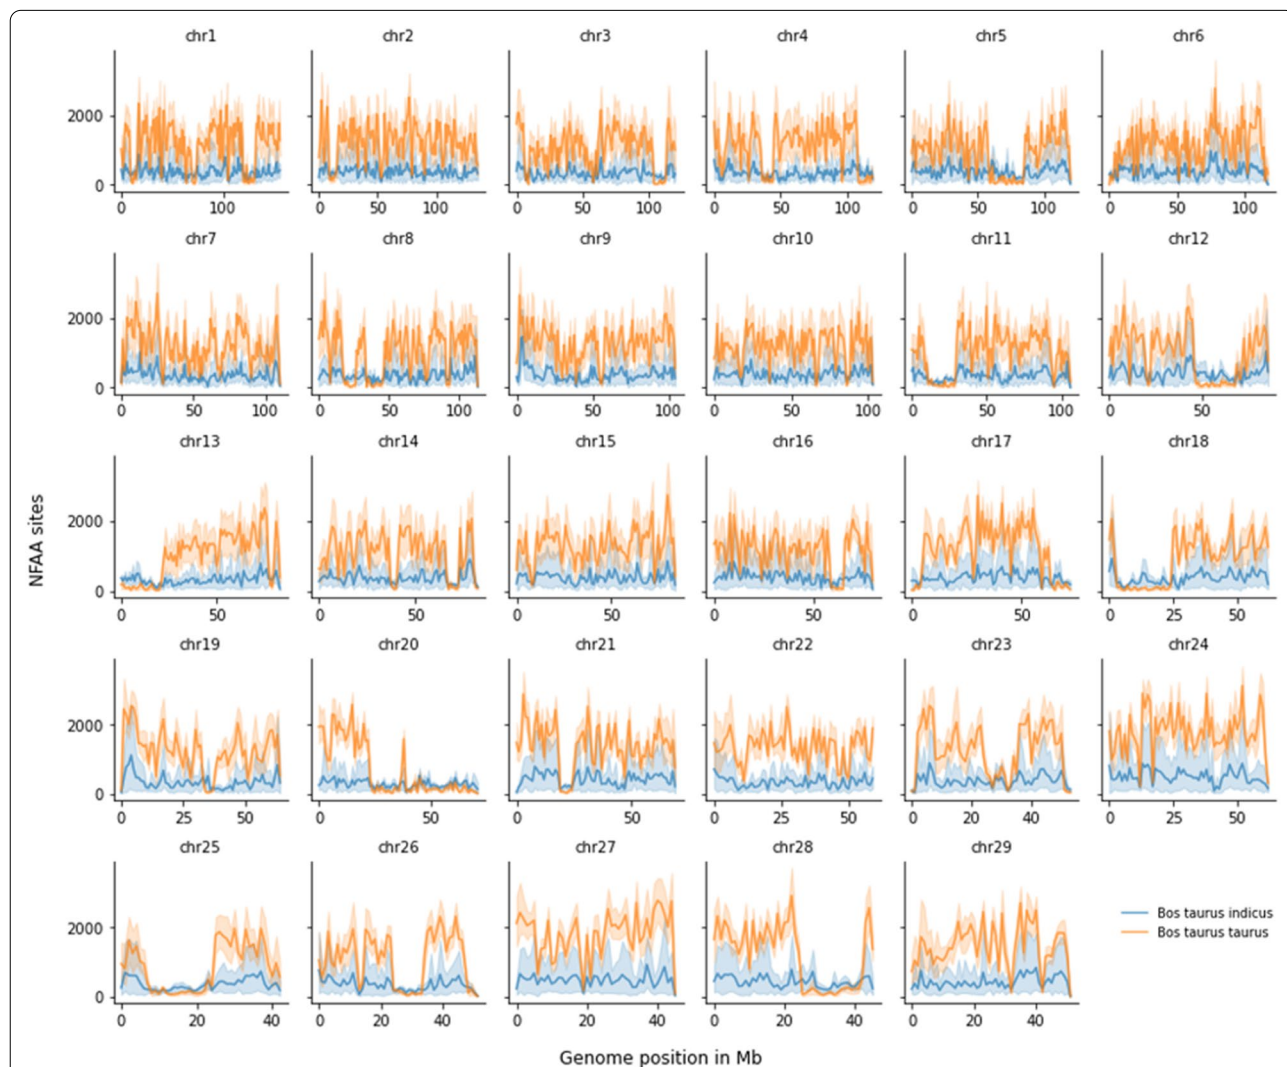 chr1 chr2 chr3 chr4 chr5 chr6
2000
0
0 100 0 50 100 0 50 100 0 50 100 0 50 100 0 50 100
chr7 chr8 chr9 chr10 chr11 chr12
2000
0
0 50 100 0 50 100 0 50 100 0 50 100 0 50 100 0 50
chr13 chr14 chr15 chr16 chr17 chr18
2000
0
0 50 0 50 0 50 0 50 0 50 0 25 50
NFAA sites
chr19 chr20 chr21 chr22 chr23 chr24
2000
0
0 25 50 0 50 0 50 0 25 50 0 20 40 0 50
chr25 chr26 chr27 chr28 chr29
2000
0
0 20 40 0 20 40 0 20 40 0 20 40 0 20 40
Bos taurus indicus
Bos taurus taurus
Genome position in Mb